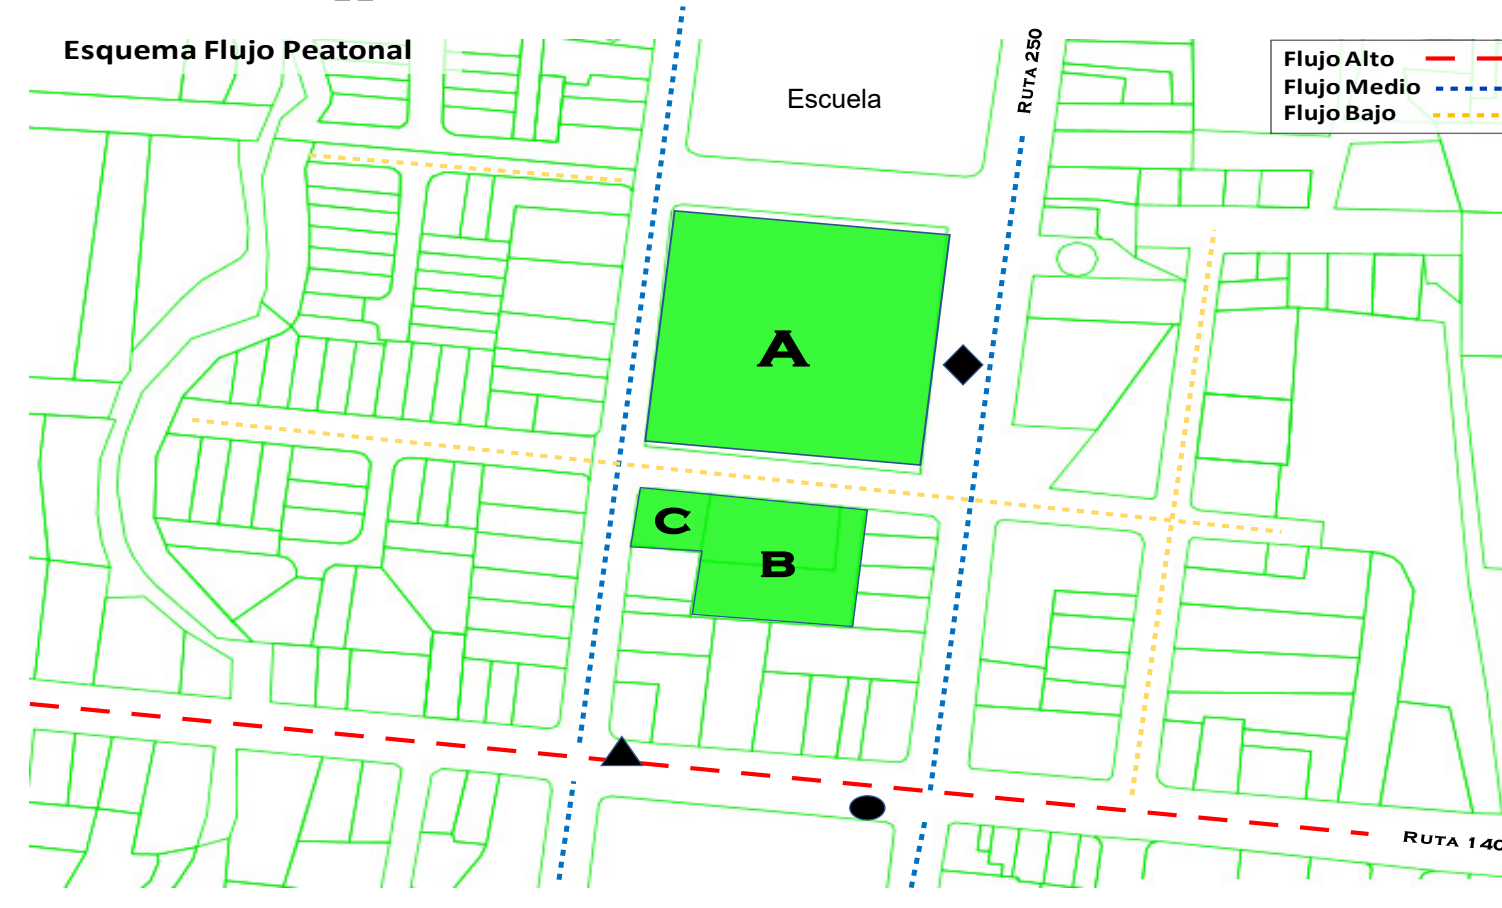 Esquema Flujo Peatonal
RUTA 250
Escuela
Flujo Alto
Flujo Medio
Flujo Bajo
A
C
B
RUTA 140